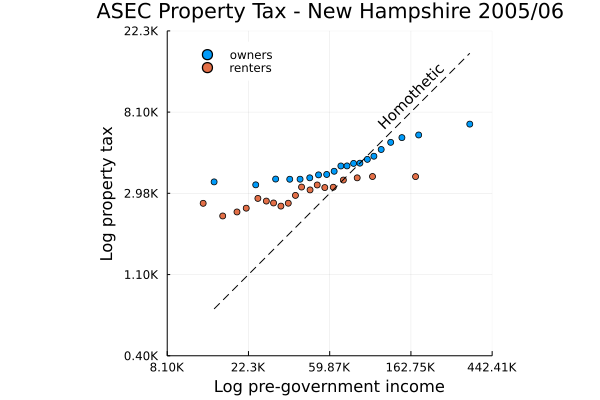 ASEC Property Tax - New Hampshire 2005/06
22.3K
owners
renters
Homothetic
8.10K
Log property tax
2.98K
1.10K
0.40K
8.10K 22.3K 59.87K 162.75K 442.41K
Log pre-government income